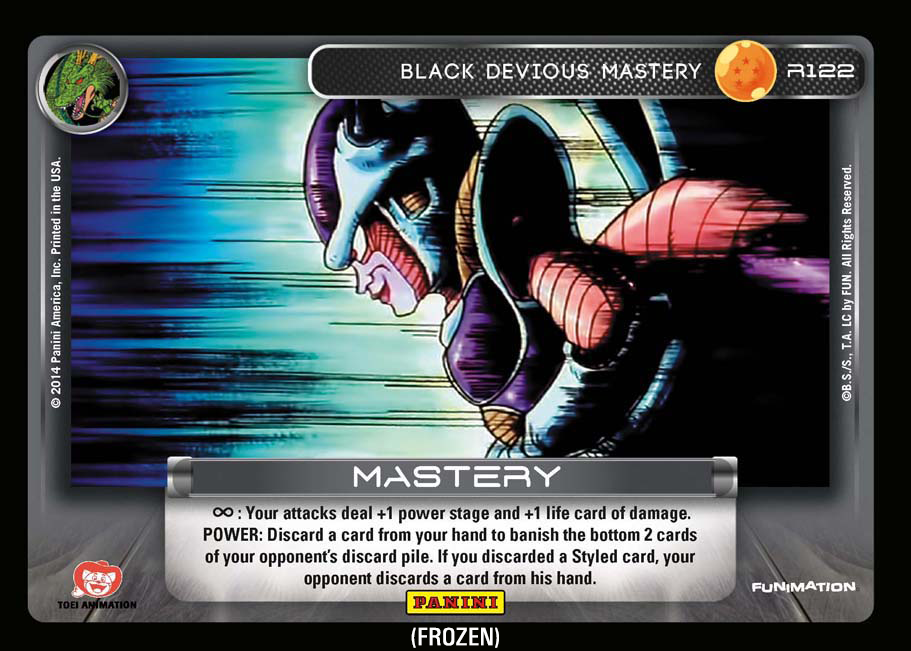 BLACK DEVIOUS MASTERY R122
© 2014 Panini America, Inc. Printed in the USA.
©B.S./S., T.A. LC by FUN. All Rights Reserved.
MASTERY
∞ : Your attacks deal +1 power stage and +1 life card of damage.
POWER: Discard a card from your hand to banish the bottom 2 cards
of your opponent's discard pile. If you discarded a Styled card, your
opponent discards a card from his hand.
TOEI ANIMATION
PANINI
FUNIMATION
(FROZEN)